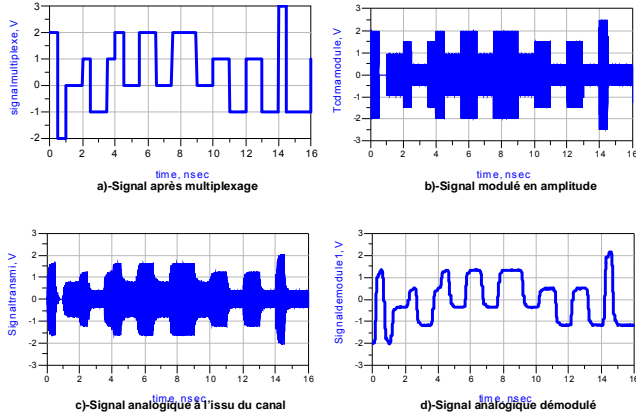 3
2
1
0
-1
-2
0 2 4 6 8 10 12 14 16
signalmultiplexe, V
time, nsec
a)-Signal après multiplexage
3
2
1
0
-1
-2
-3
0 2 4 6 8 10 12 14 16
Tcdmamodule, V
time, nsec
b)-Signal modulé en amplitude
3
2
1
0
-1
-2
-3
0 2 4 6 8 10 12 14 16
Signaltransmi, V
time, nsec
c)-Signal analogique à l'issu du canal
3
2
1
0
-1
-2
-3
0 2 4 6 8 10 12 14 16
Signaldemodule1, V
time, nsec
d)-Signal analogique démodulé